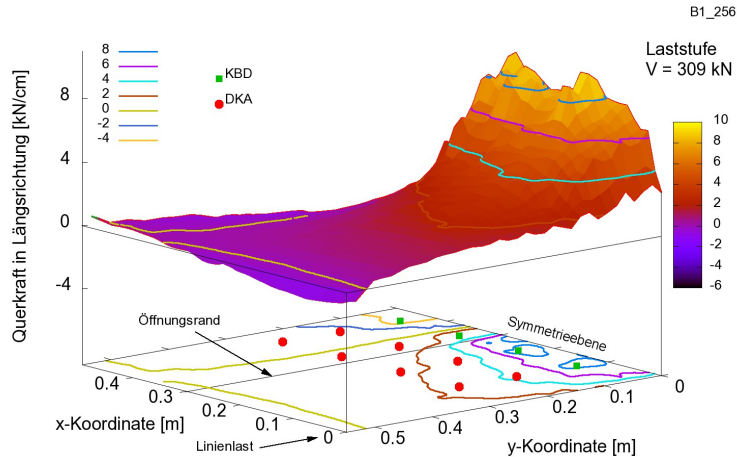 B1_256
Laststufe
V = 309 kN
8
6
4
2
0
-2
-4
KBD
DKA
Querkraft in Längsrichtung [kN/cm]
8
4
0
-4
10
8
6
4
2
0
-2
-4
-6
Öffnungsrand
Symmetrieebene
Linienlast
x-Koordinate [m]
0.4
0.3
0.2
0.1
0
y-Koordinate [m]
0.5
0.4
0.3
0.2
0.1
0